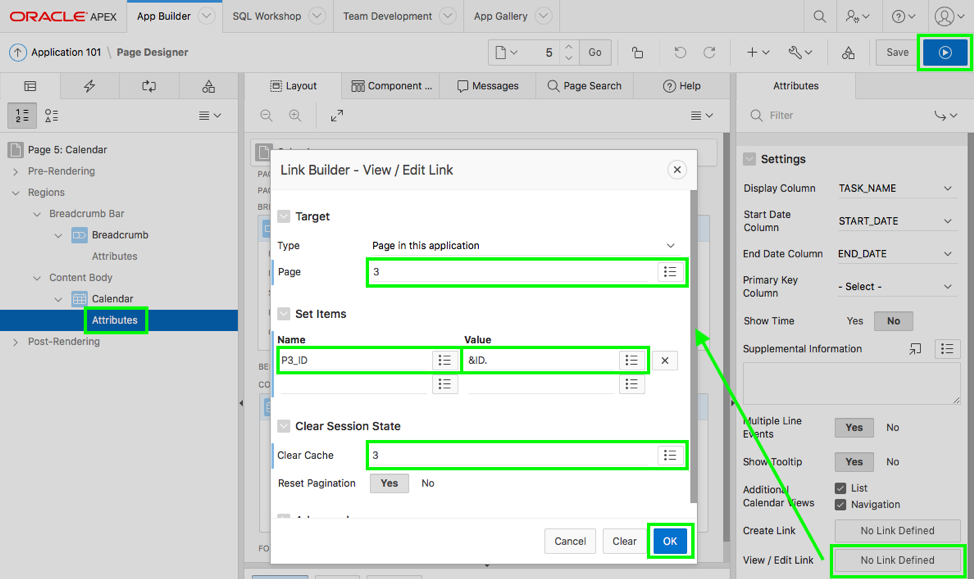 ORACLE APEX App Builder SQL Workshop Team Development App Gallery
Application 101 \ Page Designer 5 Go Save
Layout Component ... Messages Page Search Help Attributes
Filter
Page 5: Calendar
Pre-Rendering
Regions
Breadcrumb Bar
Breadcrumb
Attributes
Content Body
Calendar
Attributes
Post-Rendering
PA
PA
BRE
BE
CO
FO
Link Builder - View / Edit Link
Target
Type Page in this application
Page 3
Set Items
Name Value
P3_ID &ID.
Clear Session State
Clear Cache 3
Reset Pagination Yes No
Cancel Clear OK
Settings
Display Column TASK_NAME
Start Date
Column START_DATE
End Date Column END_DATE
Primary Key
Column - Select -
Show Time Yes No
Supplemental Information
Multiple Line
Events Yes No
Show Tooltip Yes No
Additional
Calendar Views List
Navigation
Create Link No Link Defined
View / Edit Link No Link Defined